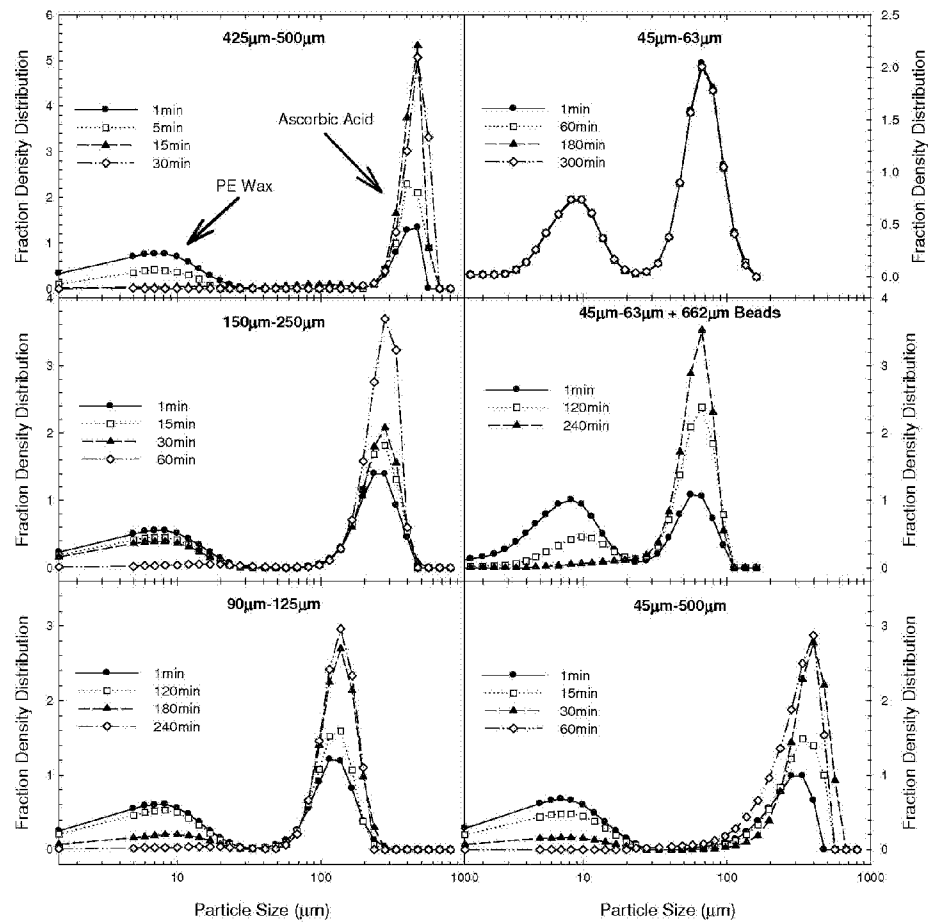 425μm-500μm
Fraction Density Distribution
6
5
4
3
2
1
0
1min
5min
15min
30min
Ascorbic Acid
PE Wax
45μm-63μm
1min
60min
180min
300min
2.5
2.0
1.5
1.0
0.5
0.0
Fraction Density Distribution
150μm-250μm
Fraction Density Distribution
4
3
2
1
0
1min
15min
30min
60min
45μm-63μm + 662μm Beads
1min
120min
240min
4
3
2
1
0
Fraction Density Distribution
90μm-125μm
Fraction Density Distribution
3
2
1
0
1min
120min
180min
240min
10
100
Particle Size (μm)
45μm-500μm
1min
15min
30min
60min
3
2
1
0
Fraction Density Distribution
1000
10
100
1000
Particle Size (μm)